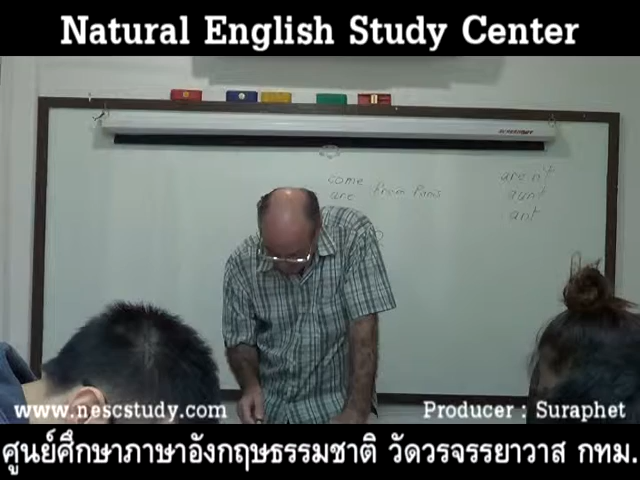 Natural English Study Center
come
are from Paris
aren't
aunt
ant
www.nescstudy.com
Producer : Suraphet
ศูนย์ศึกษาภาษาอังกฤษธรรมชาติ วัดวรจรรยาวาส กทม.